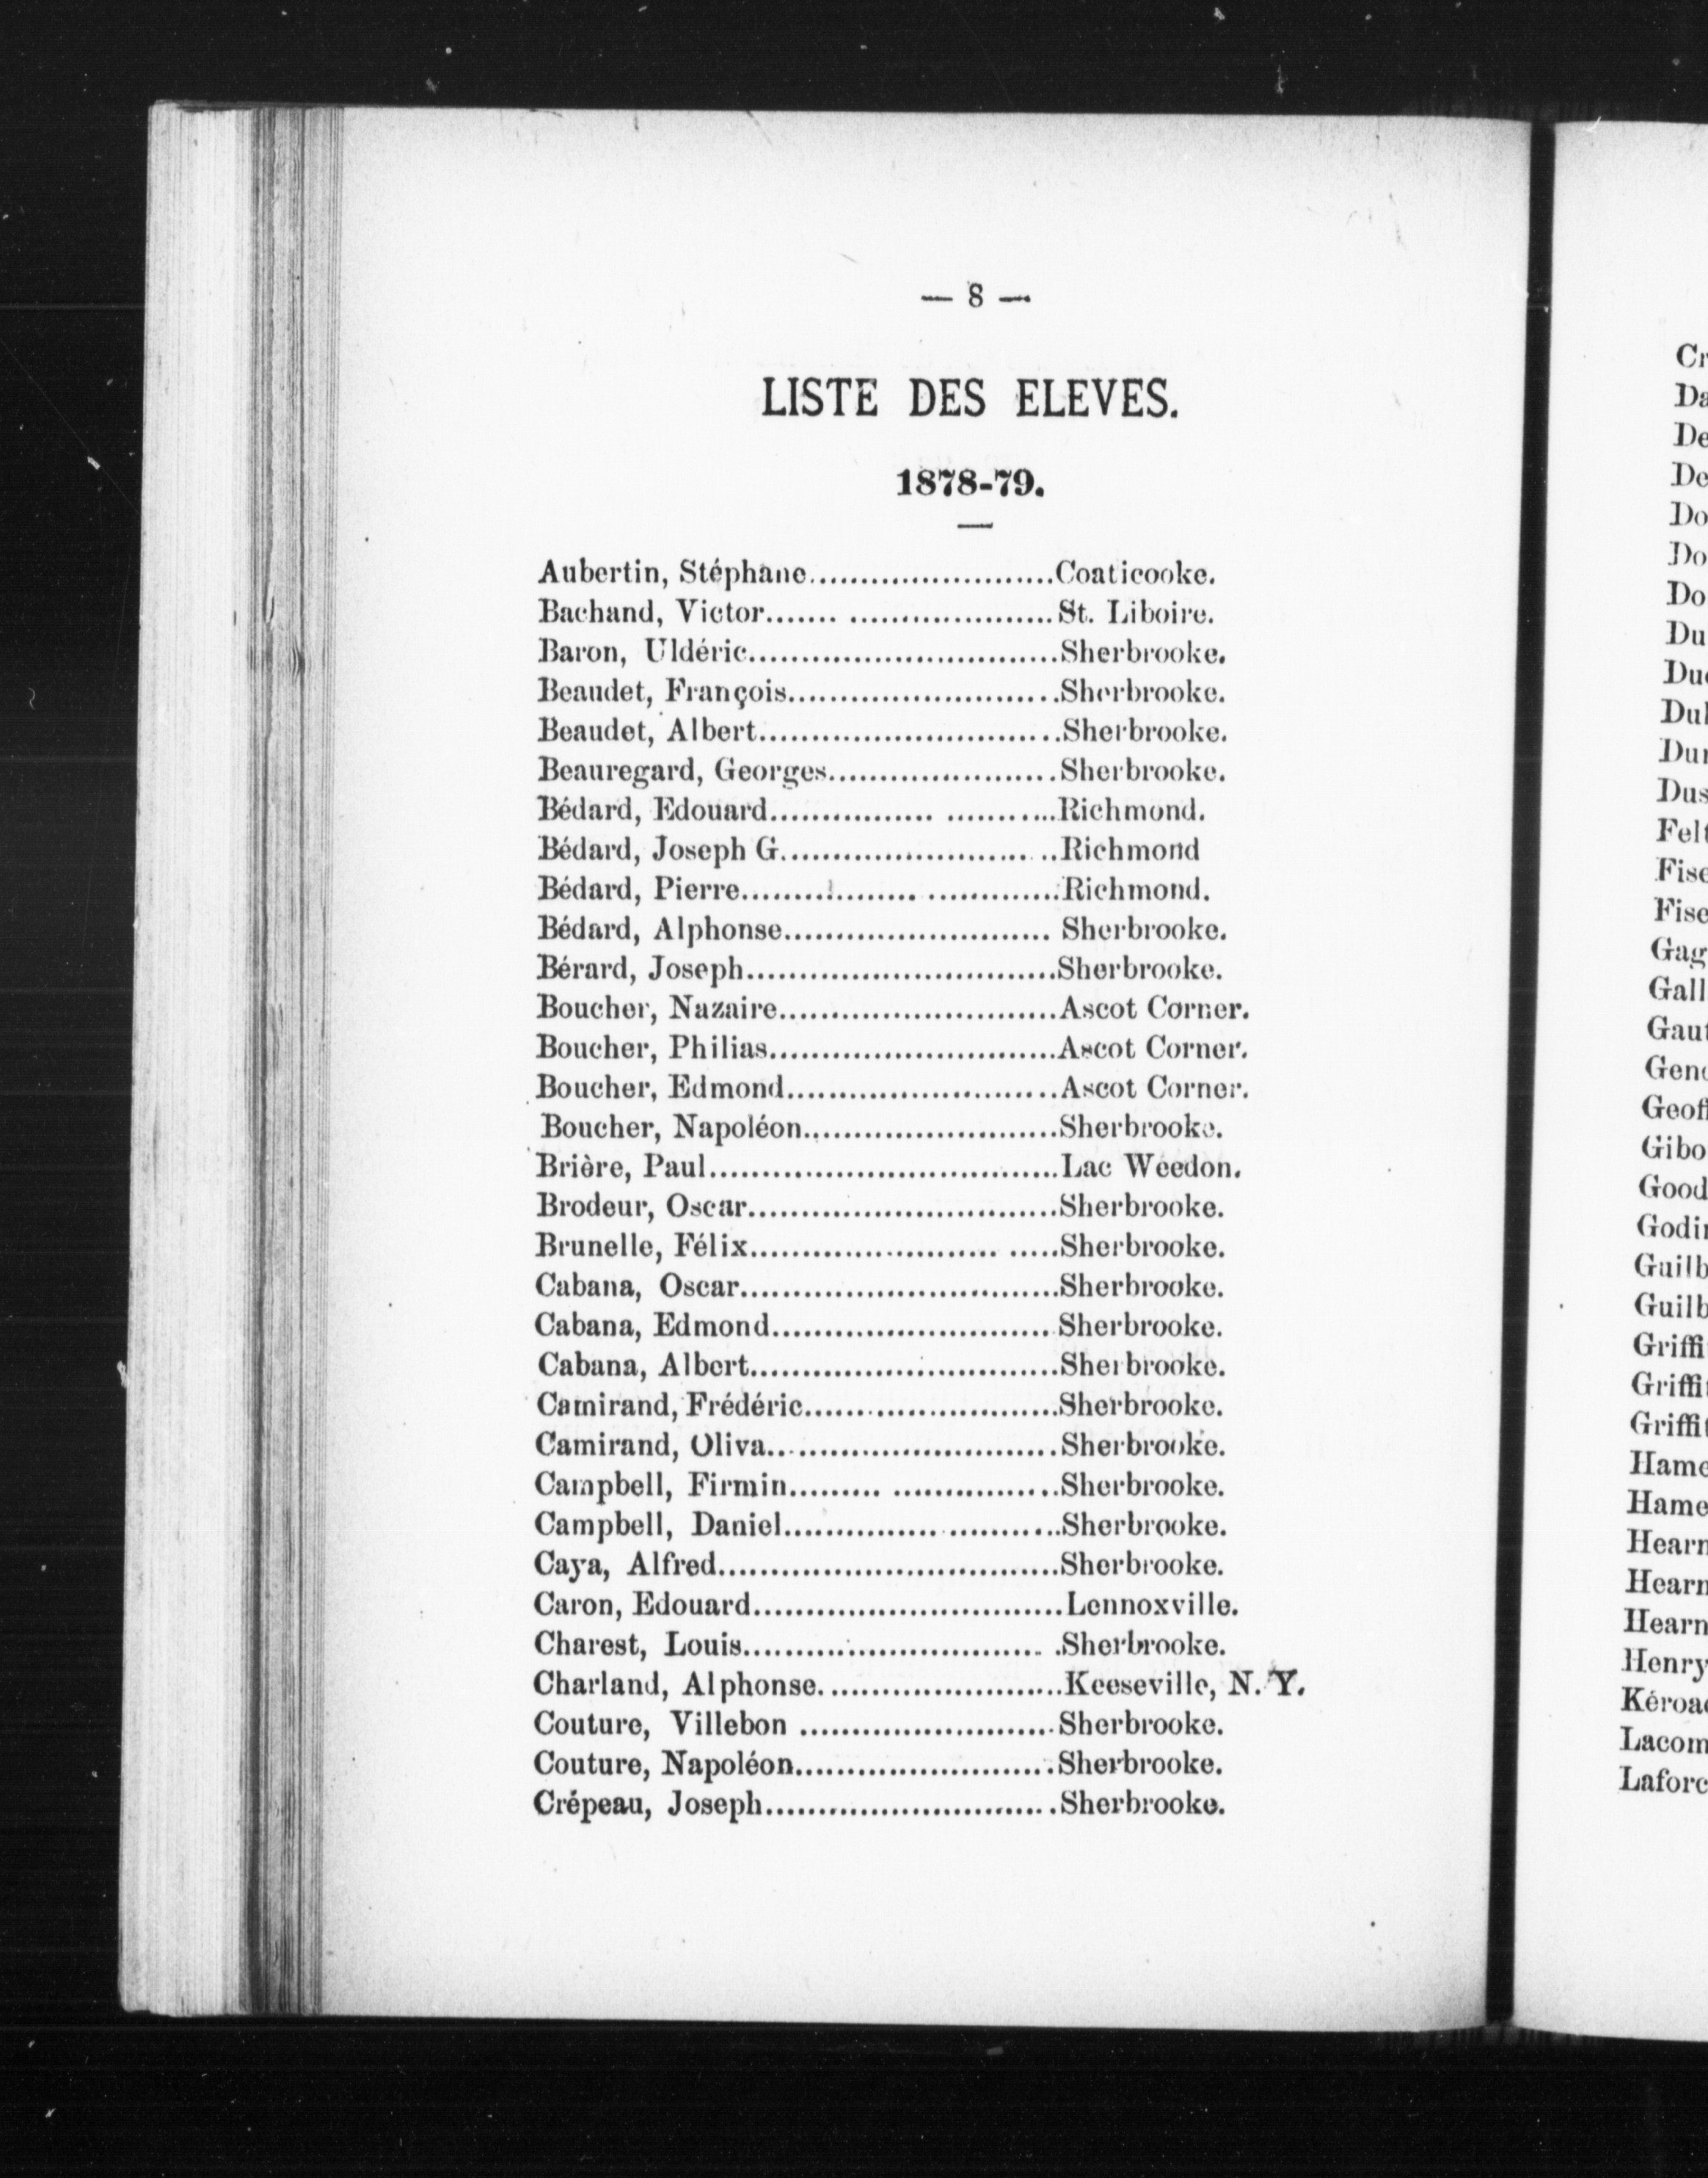 — 8 —
LISTE DES ELEVES.
1878-79.
Aubertin, Stéphane........................Coaticooke.
Bachand, Victor....... ....................St. Liboire.
Baron, Uldéric..............................Sherbrooke.
Beaudet, François..........................Sherbrooke.
Beaudet, Albert.............................Sherbrooke.
Beauregard, Georges......................Sherbrooke.
Bédard, Edouard................ ...........Richmond.
Bédard, Joseph G........................ ..Richmond
Bédard, Pierre................. .............Richmond.
Bédard, Alphonse.......................... Sherbrooke.
Bérard, Joseph..............................Sherbrooke.
Boucher, Nazaire...........................Ascot Corner.
Boucher, Philias............................Ascot Corner.
Boucher, Edmond..........................Ascot Corner.
Boucher, Napoléon.........................Sherbrooke.
Brière, Paul..................................Lac Weedon.
Brodeur, Oscar..............................Sherbrooke.
Brunelle, Félix........................ .....Sherbrooke.
Cabana, Oscar...............................Sherbrooke.
Cabana, Edmond...........................Sherbrooke.
Cabana, Albert..............................Sherbrooke.
Camirand, Frédéric.........................Sherbrooke.
Camirand, Oliva............................Sherbrooke.
Campbell, Firmin......... ................Sherbrooke.
Campbell, Daniel............... ...........Sherbrooke.
Caya, Alfred.................................Sherbrooke.
Caron, Edouard..............................Lennoxville.
Charest, Louis............................. .Sherbrooke.
Charland, Alphonse........................Keeseville, N. Y.
Couture, Villebon .........................Sherbrooke.
Couture, Napoléon.........................Sherbrooke.
Crépeau, Joseph............................Sherbrooke.